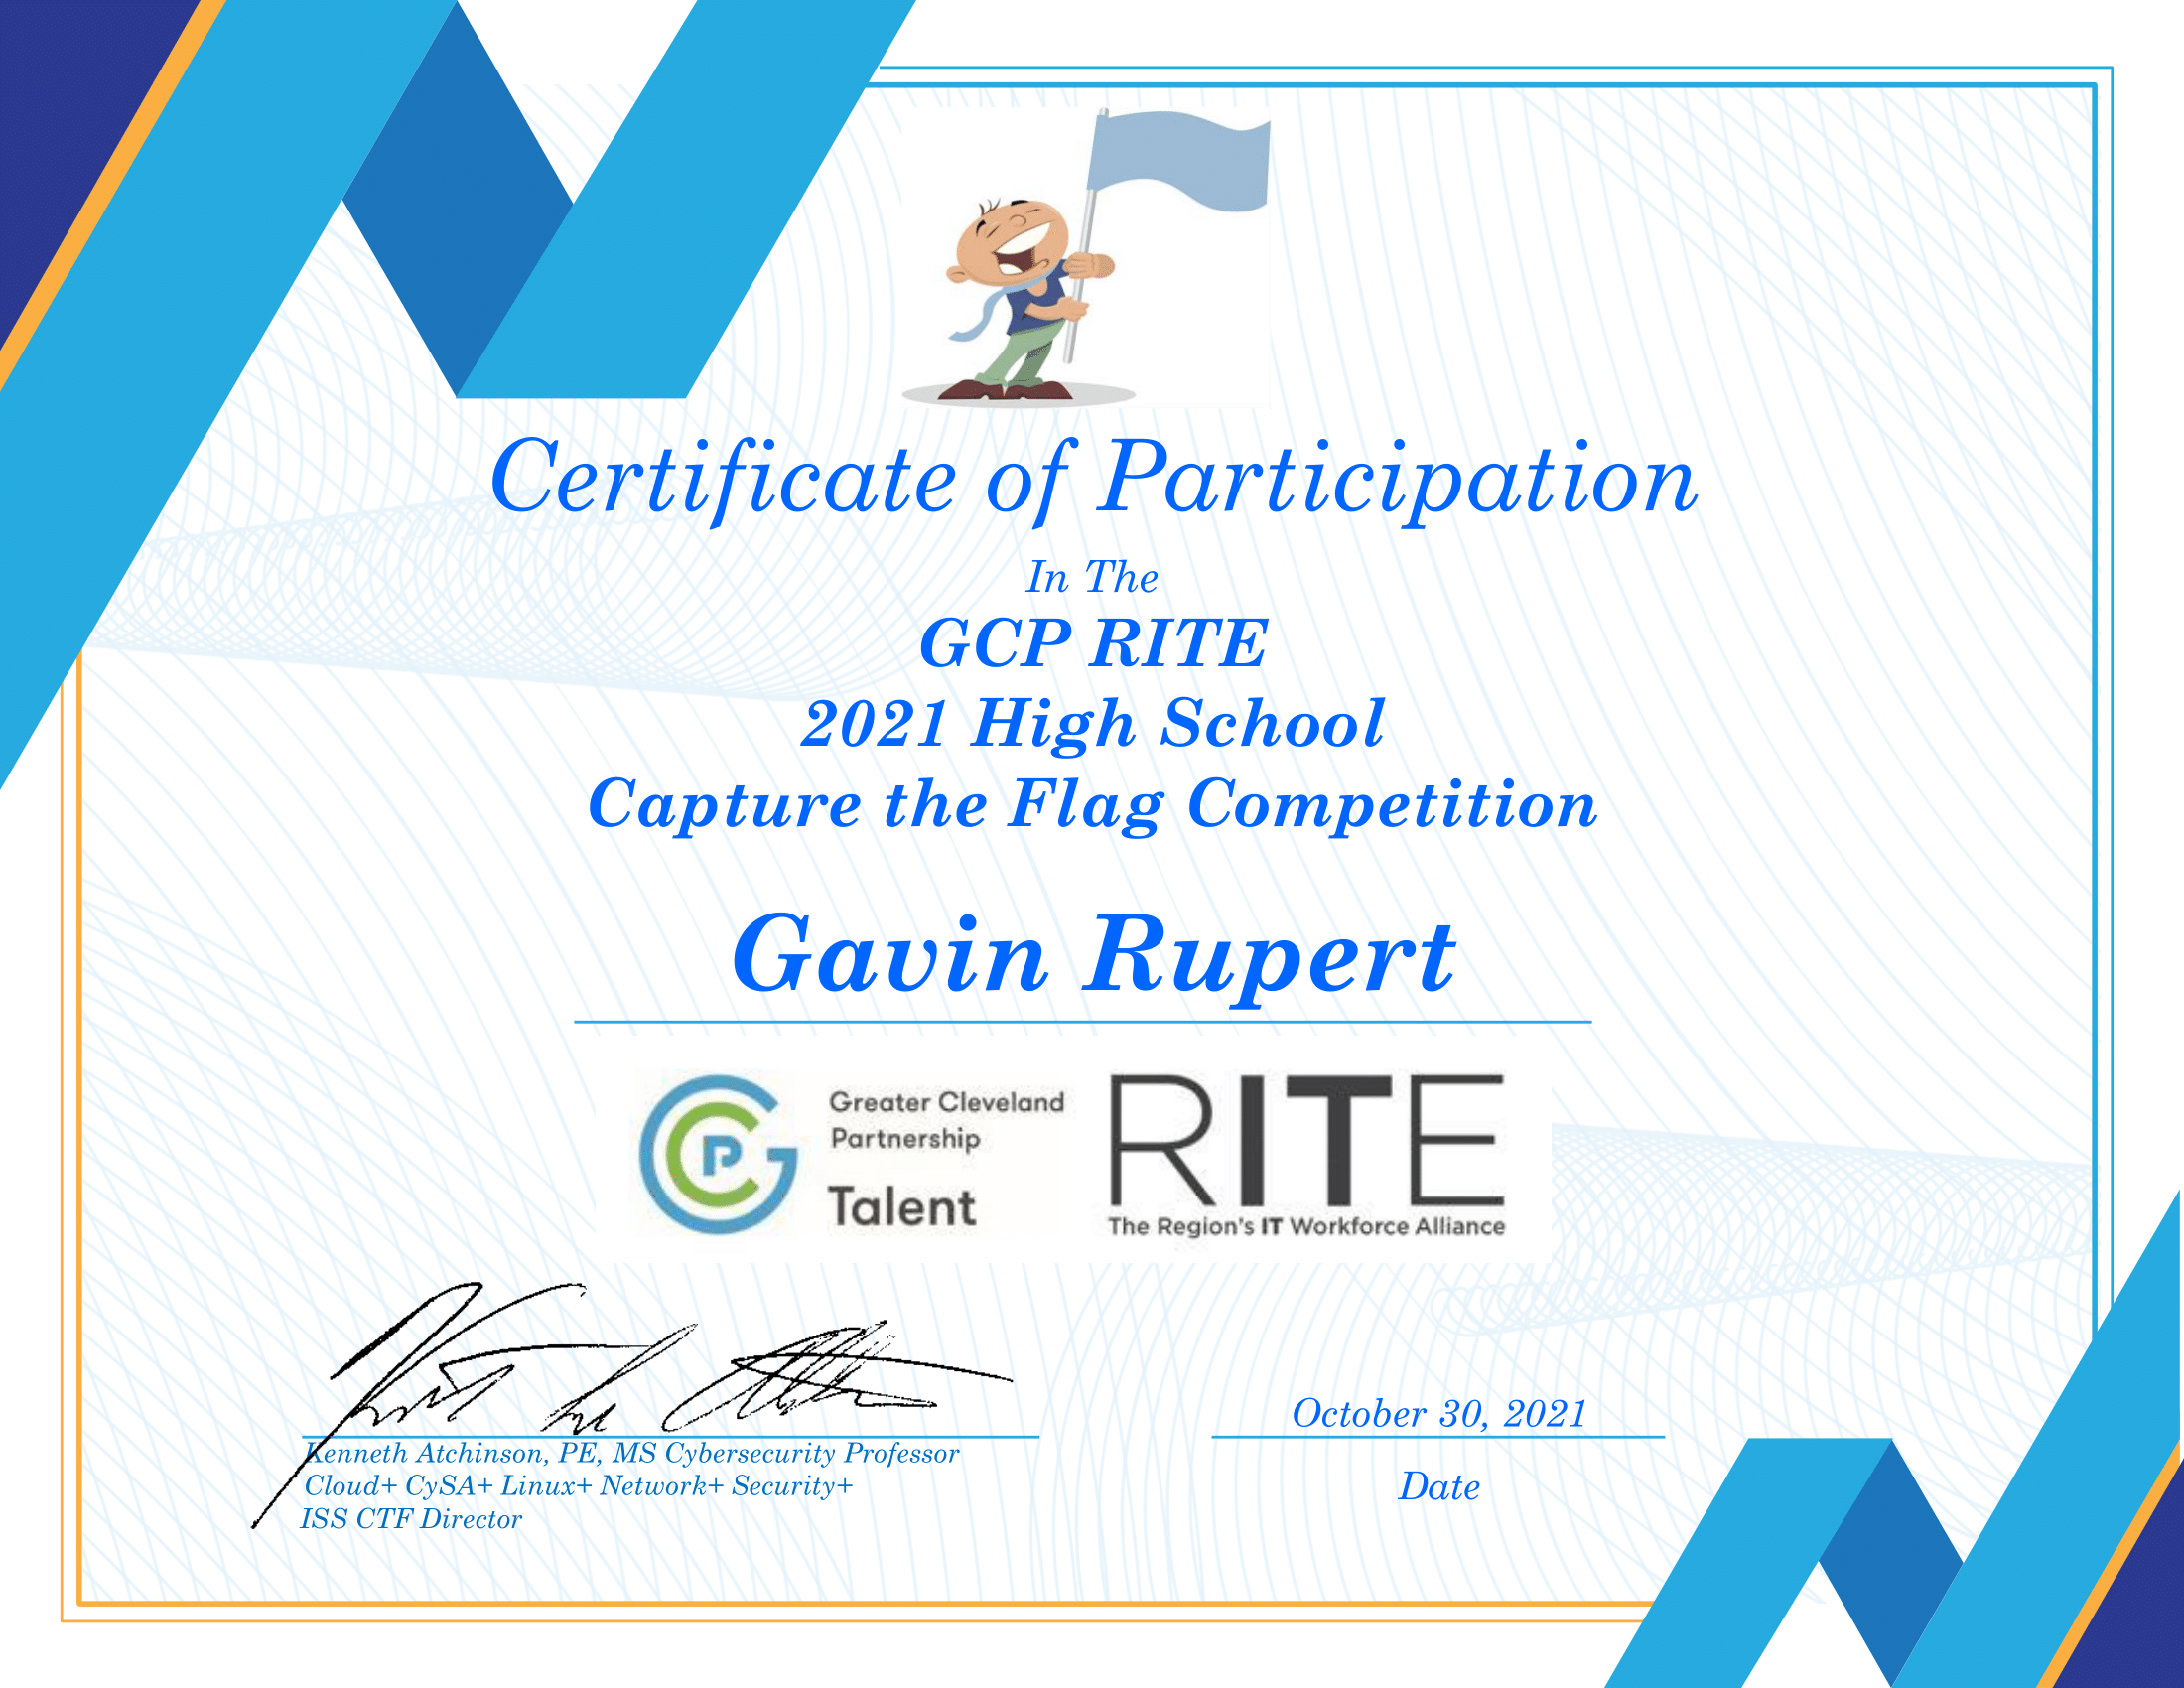 Certificate of Participation
In The
GCP RITE
2021 High School
Capture the Flag Competition
Gavin Rupert
GCP
Greater Cleveland
Partnership
Talent
RITE
The Region's IT Workforce Alliance
October 30, 2021
Kenneth Atchinson, PE, MS Cybersecurity Professor
Cloud+ CySA+ Linux+ Network+ Security+
ISS CTF Director
Date